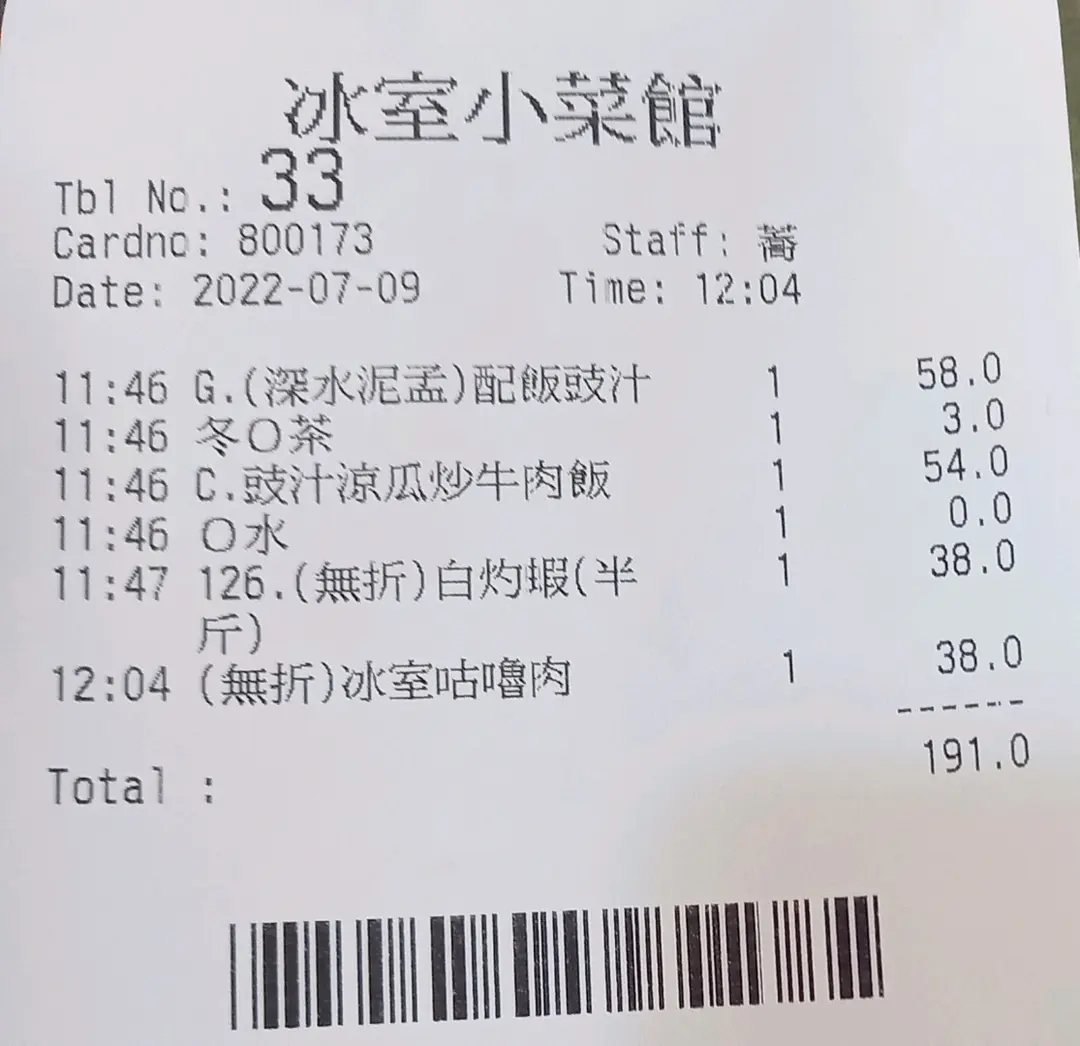 冰室小菜館
Tbl No.: 33
Cardno: 800173 Staff: 蕎
Date: 2022-07-09 Time: 12:04
11:46 G.(深水泥孟)配飯豉汁 1 58.0
11:46 冬〇茶 1 3.0
11:46 C.豉汁涼瓜炒牛肉飯 1 54.0
11:46 〇水 1 0.0
11:47 126.(無折)白灼蝦(半 1 38.0
斤)
12:04 (無折)冰室咕嚕肉 1 38.0
------
Total : 191.0